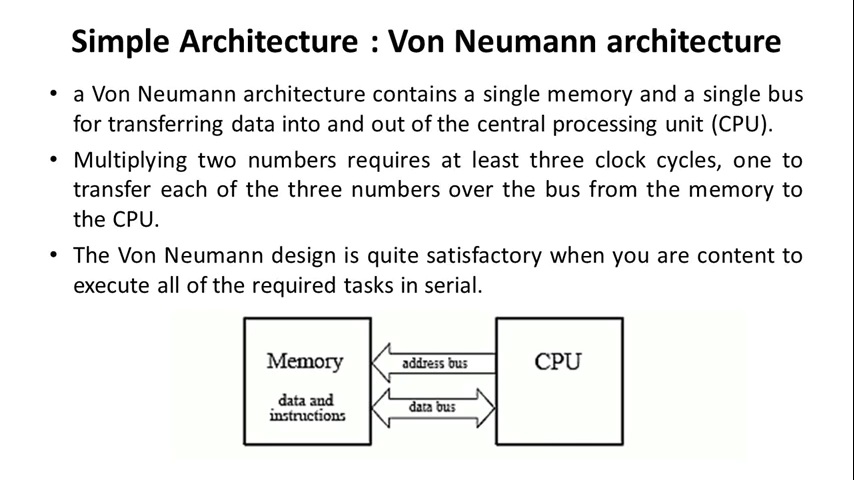 Simple Architecture : Von Neumann architecture
• a Von Neumann architecture contains a single memory and a single bus
for transferring data into and out of the central processing unit (CPU).
• Multiplying two numbers requires at least three clock cycles, one to
transfer each of the three numbers over the bus from the memory to
the CPU.
• The Von Neumann design is quite satisfactory when you are content to
execute all of the required tasks in serial.
Memory
data and
instructions
address bus
data bus
CPU